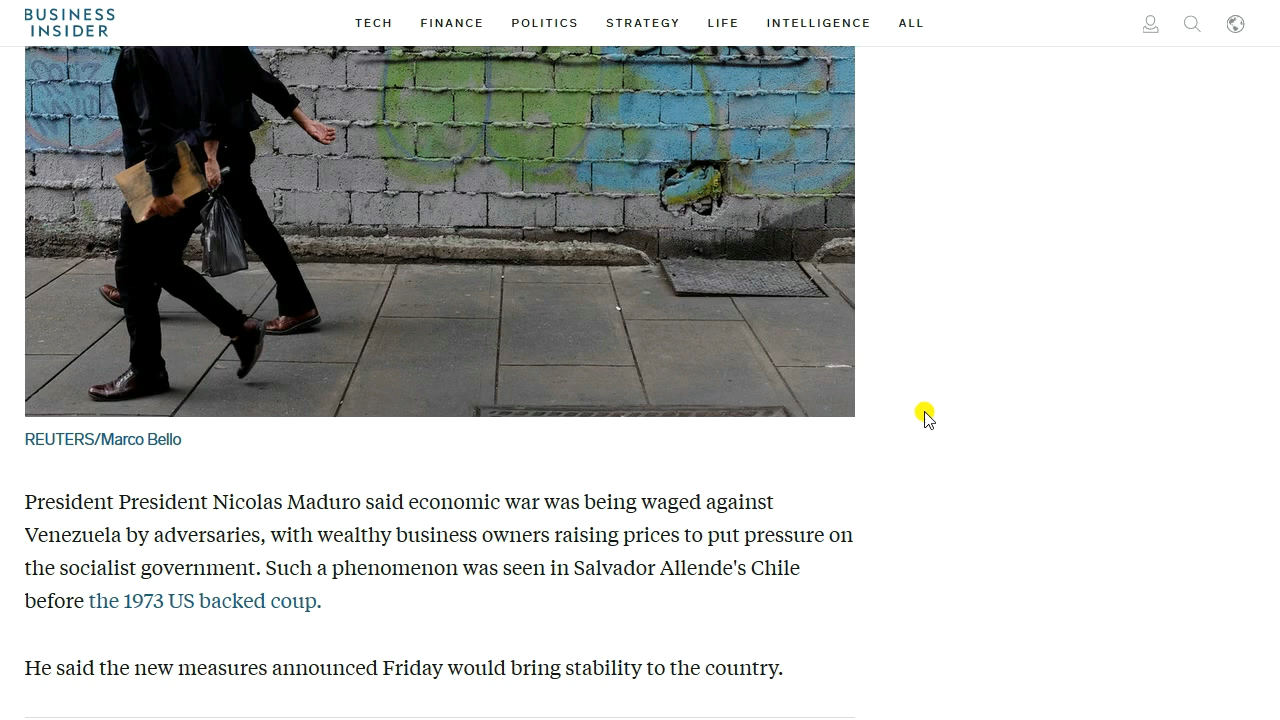 BUSINESS
INSIDER
TECH FINANCE POLITICS STRATEGY LIFE INTELLIGENCE ALL
REUTERS/Marco Bello
President President Nicolas Maduro said economic war was being waged against
Venezuela by adversaries, with wealthy business owners raising prices to put pressure on
the socialist government. Such a phenomenon was seen in Salvador Allende's Chile
before the 1973 US backed coup.
He said the new measures announced Friday would bring stability to the country.